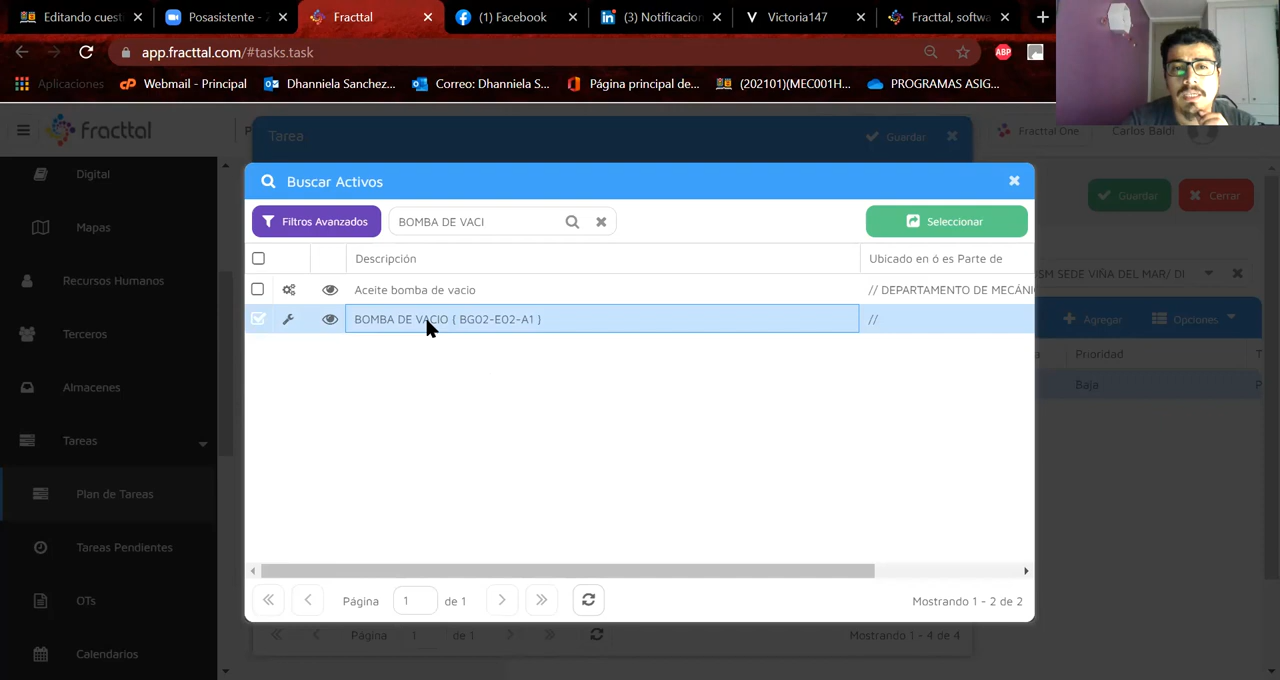 Editando cuest
Posasistente - Z
Fracttal
(1) Facebook
(3) Notificacion
Victoria147
Fracttal, softwa
app.fracttal.com/#tasks.task
ABP
Aplicaciones
Webmail - Principal
Dhanniela Sanchez...
Correo: Dhanniela S...
Página principal de...
(202101)(MEC001H...
PROGRAMAS ASIG...
fracttal
Tarea
Guardar
Fracttal One
Carlos Baldi
Digital
Mapas
Recursos Humanos
Terceros
Almacenes
Tareas
Plan de Tareas
Tareas Pendientes
OTs
Calendarios
Buscar Activos
Filtros Avanzados
BOMBA DE VACI
Seleccionar
Descripción
Ubicado en ó es Parte de
Aceite bomba de vacio
// DEPARTAMENTO DE MECÁNI
BOMBA DE VACIO ( BG02-E02-A1 )
//
Página 1 de 1
Mostrando 1 - 2 de 2
Guardar
Cerrar
SM SEDE VIÑA DEL MAR/ DI
Agregar
Opciones
Prioridad
Baja
Página 1 de 1
Mostrando 1 - 4 de 4